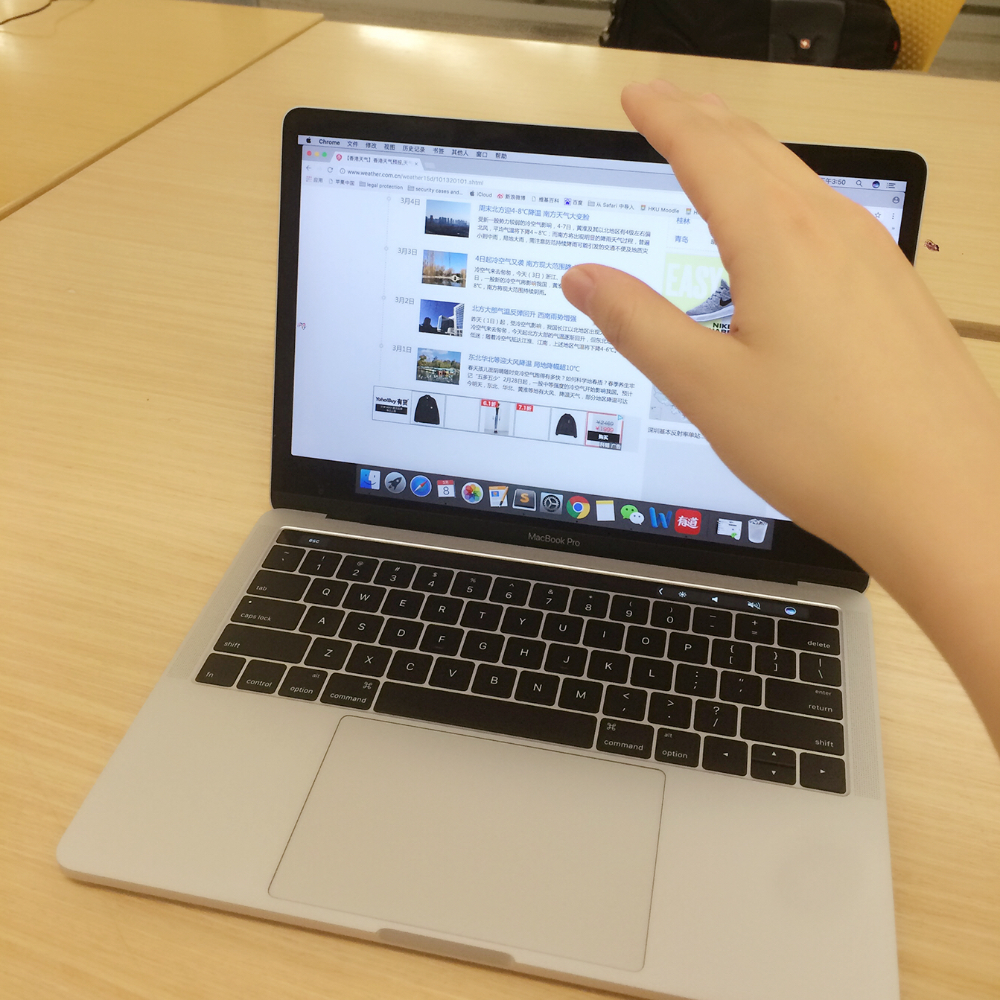 Chrome 文件 修改 视图 历史记录 书签 其他人 窗口 帮助
午3:50
【香港天气】香港天气预报,天
www.weather.com.cn/weather15d/101320101.shtml
应用 苹果中国 legal protection security cases and... iCloud 新浪微博 维基百科 百度 从 Safari 中导入 HKU Moodle
3月4日
周末北方迎4-8℃降温 南方天气大变脸
受新一股势力较弱的冷空气影响，4-7日，黄淮及其以北地区有4级左右偏
北风，平均气温将下降4～8℃；而南方将出现明显的降雨天气过程，普遍
小到中雨，局地大雨，需注意防范持续降雨可能引发的交通不便及地质灾
3月3日
4日起冷空气又袭 南方现大范围降
冷空气来去匆匆，今天（3日）浙江、
日，一股新的冷空气将影响我国，黄淮
8℃，南方将现大范围持续阴雨。
3月2日
北方大部气温反弹回升 西南雨势增强
昨天（1日）起，受冷空气影响，我国长江以北地区出现
冷空气来去匆匆，今天起北方大部的气温逐渐回升，但东北
低迷；随着冷空气抵达江淮、江南，上述地区气温将下降4-6℃
3月1日
东北华北等迎大风降温 局地降幅超10℃
春天孩儿面阴晴随时变冷空气跑得有多快？如何科学地春捂？春季养生牢
记“五多五少”2月28日起，一股中等强度的冷空气开始影响我国。预计
今明天，东北、华北、黄淮等地有大风、降温天气，部分地区降温可达
桂林
青岛
EASY
NIKE
深圳基本反射率单站...
Yoho!Buy 有货
6.1折
7.1折
¥2469
¥1999
购买
广告
8
有道
MacBook Pro
esc
~ ` ! 1 @ 2 # 3 $ 4 % 5 ^ 6 & 7 * 8 ( 9 ) 0 _ - + = delete
tab Q W E R T Y U I O P { [ } ] | \
caps lock A S D F G H J K L : ; " ' enter return
shift Z X C V B N M < , > . ? / shift
fn control alt option ⌘ command ⌘ command alt option